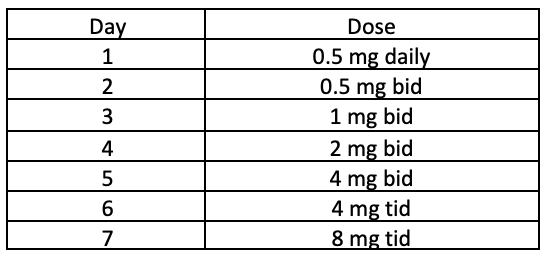 Day Dose
1 0.5 mg daily
2 0.5 mg bid
3 1 mg bid
4 2 mg bid
5 4 mg bid
6 4 mg tid
7 8 mg tid